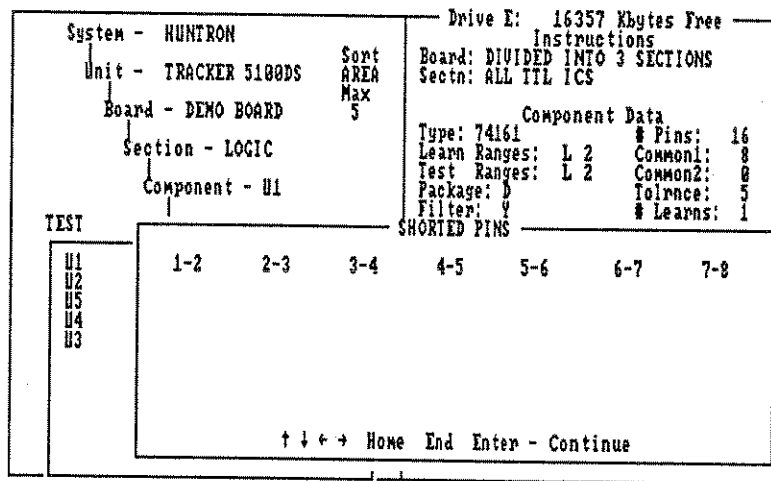 System - HUNTRON
Unit - TRACKER 5100DS
Board - DEMO BOARD
Section - LOGIC
Component - U1
Sort
AREA
Max
5
Drive E: 16357 Kbytes Free
Instructions
Board: DIVIDED INTO 3 SECTIONS
Sectn: ALL TTL ICS
Component Data
Type: 74161 # Pins: 16
Learn Ranges: L 2 Common1: 8
Test Ranges: L 2 Common2: 0
Package: D Tolrnce: 5
Filter: Y # Learns: 1
TEST
U1
U2
U5
U4
U3
SHORTED PINS
1-2 2-3 3-4 4-5 5-6 6-7 7-8
↑ ↓ ← → Home End Enter - Continue